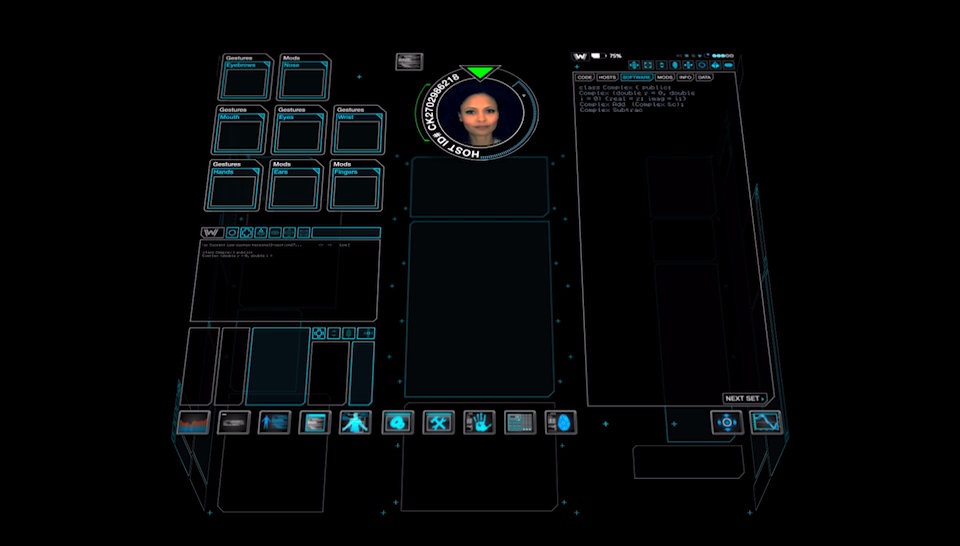 Gestures
Eyebrows
Mods
Nose
Gestures
Mouth
Gestures
Eyes
Mods
Wrist
Gestures
Hands
Mods
Ears
Mods
Fingers
HOST ID# CK2702986218
75%
CODE HOSTS SOFTWARE MODS INFO DATA
class Complex { public:
Complex (double r = 0, double
i = 0) {real = r; imag = i;}
Complex Add (Complex &c);
Complex Subtrac
NEXT SET